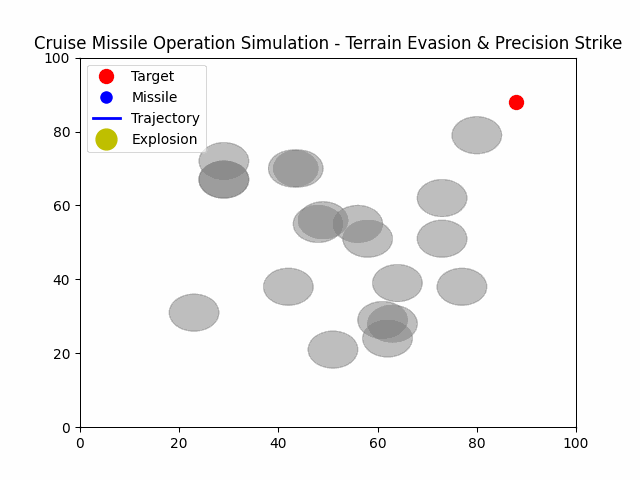 Cruise Missile Operation Simulation - Terrain Evasion & Precision Strike
100
80
60
40
20
0
Target
Missile
Trajectory
Explosion
0 20 40 60 80 100